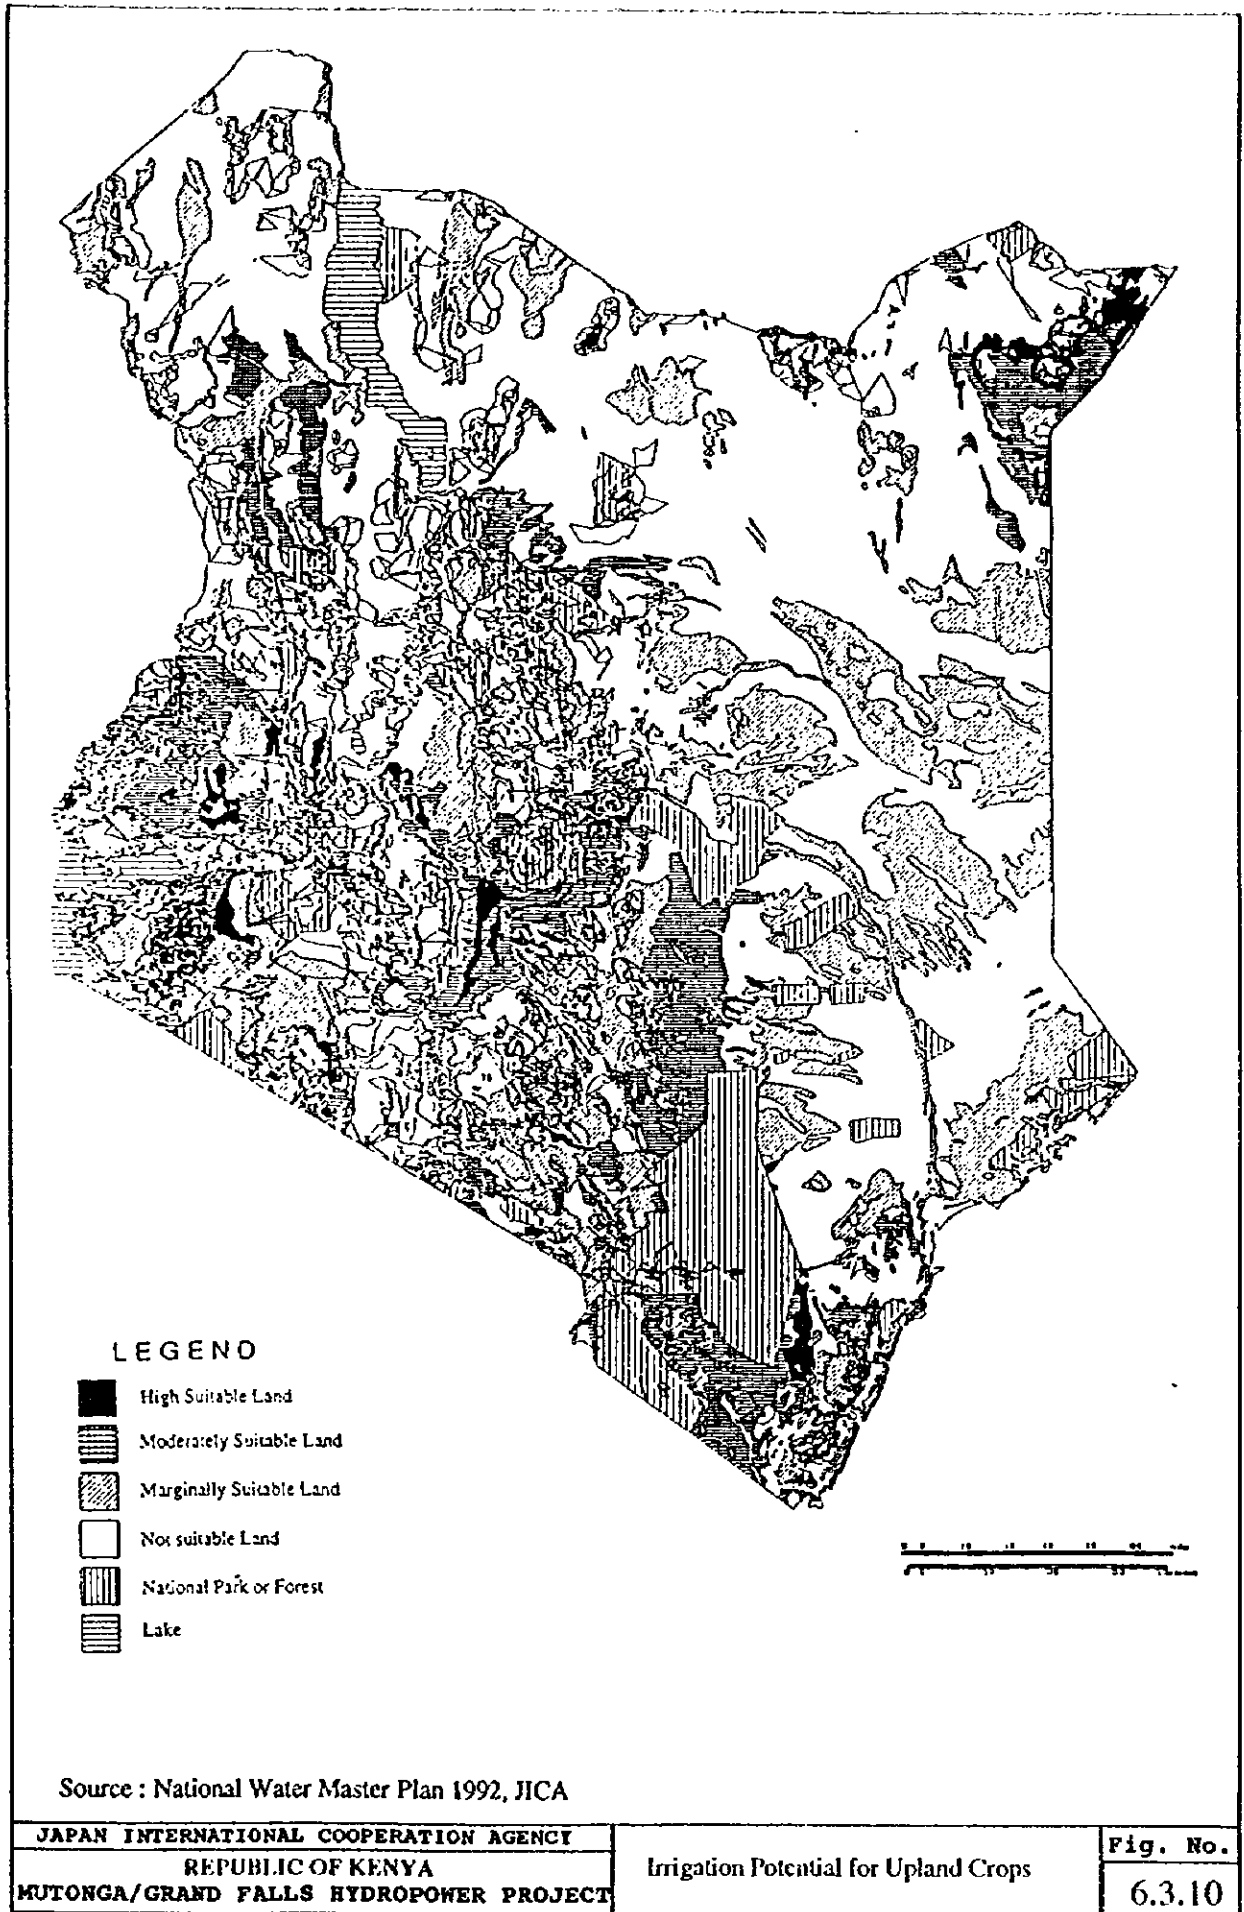 LEGEND
High Suitable Land
Moderately Suitable Land
Marginally Suitable Land
Not suitable Land
National Park or Forest
Lake
Source : National Water Master Plan 1992, JICA
JAPAN INTERNATIONAL COOPERATION AGENCY
REPUBLIC OF KENYA
MUTONGA/GRAND FALLS HYDROPOWER PROJECT
Irrigation Potential for Upland Crops
Fig. No.
6.3.10